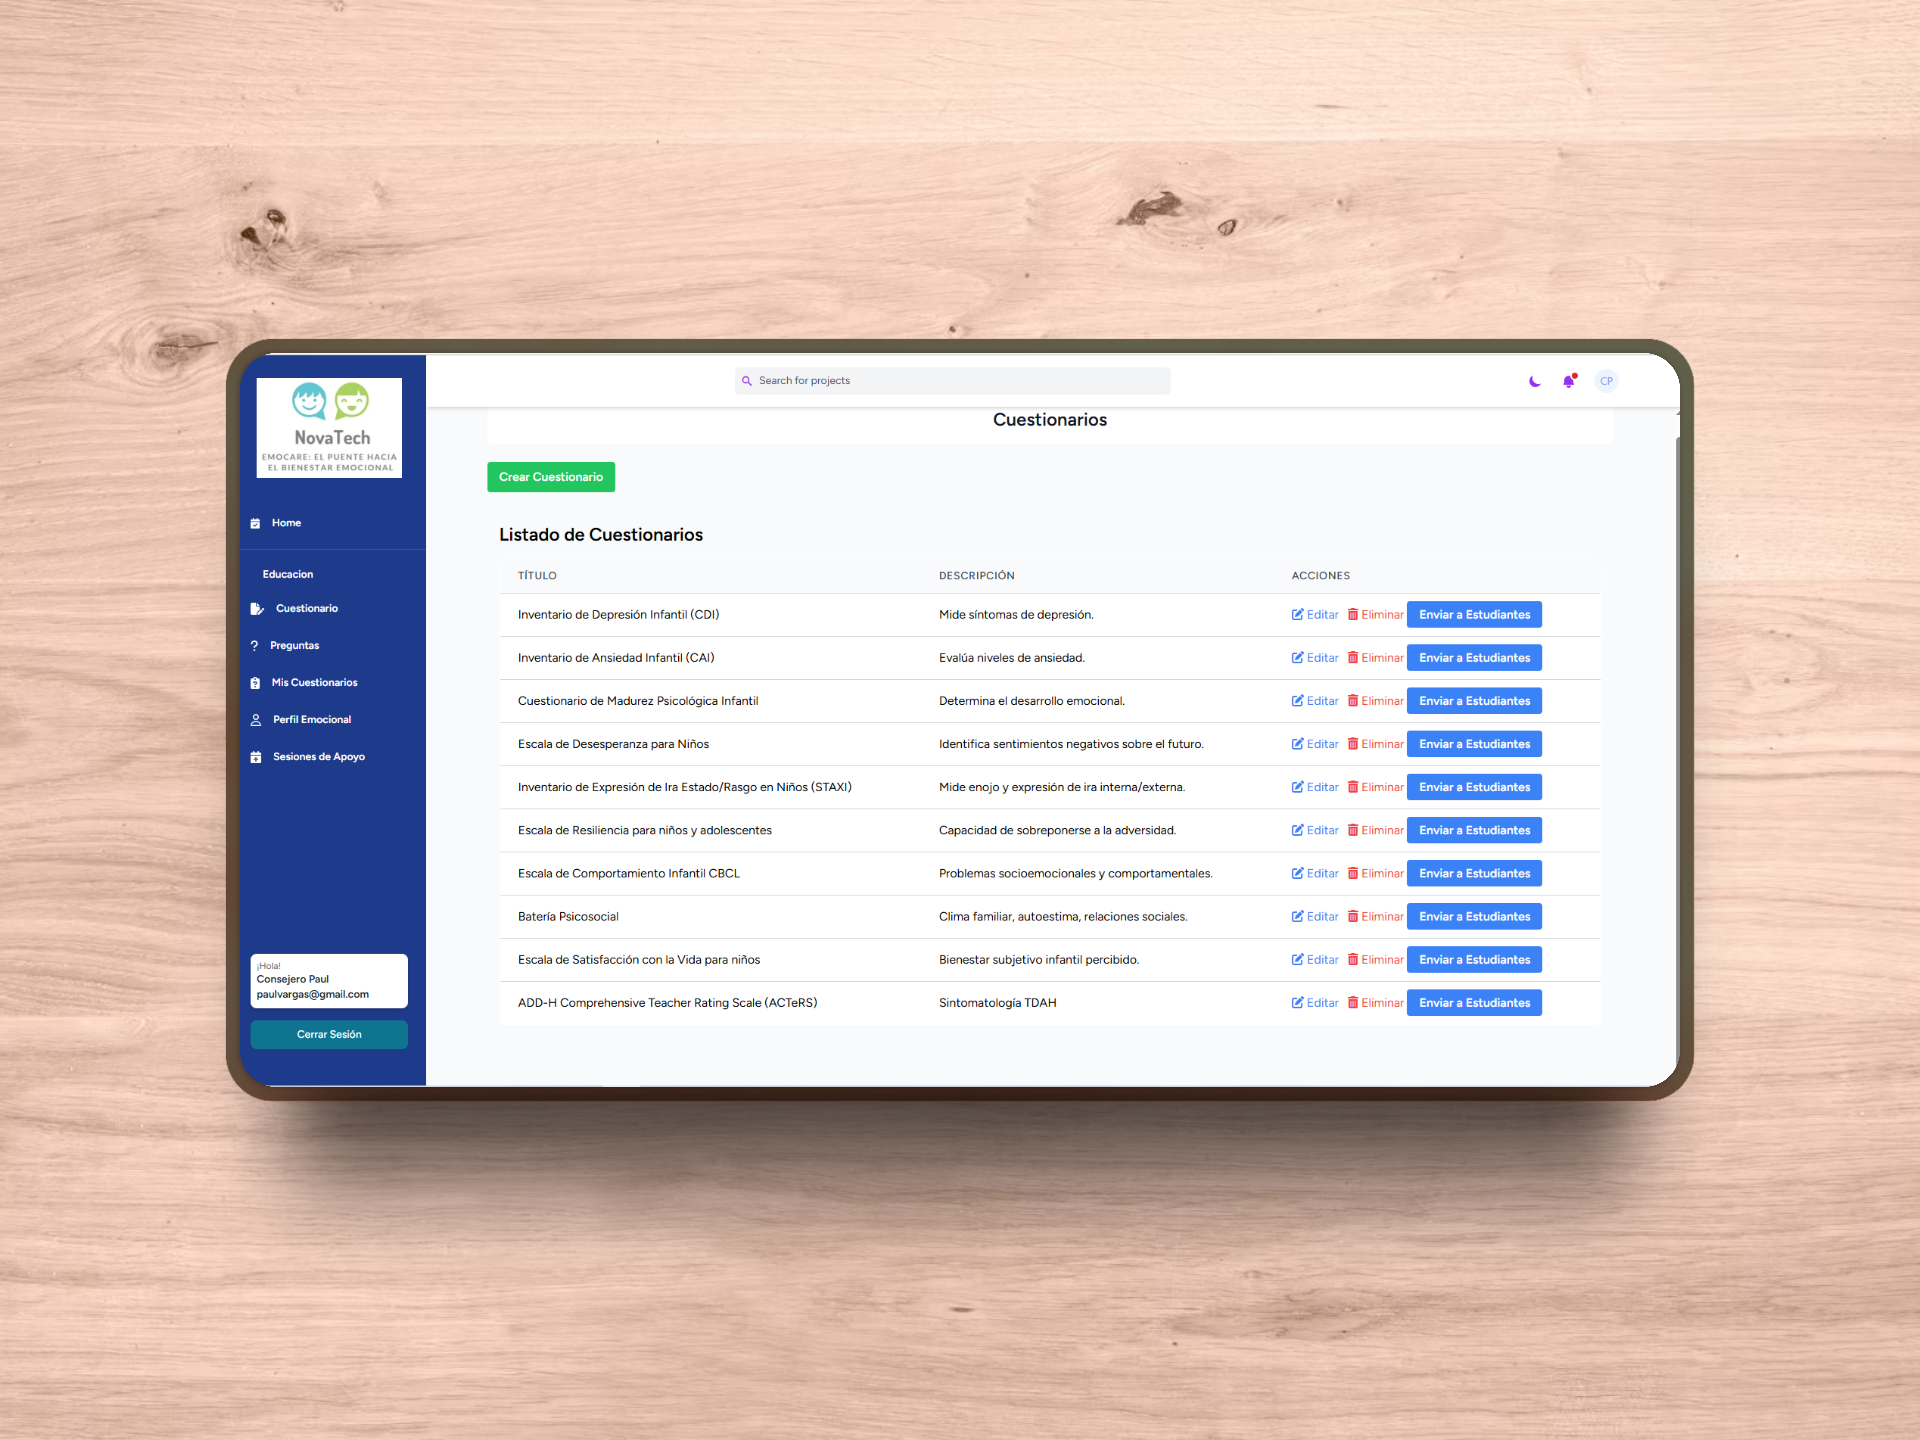 NovaTech
EMOCARE: EL PUENTE HACIA
EL BIENESTAR EMOCIONAL
Home
Educacion
Cuestionario
Preguntas
Mis Cuestionarios
Perfil Emocional
Sesiones de Apoyo
¡Hola!
Consejero Paul
paulvargas@gmail.com
Cerrar Sesión
Search for projects
CP
Cuestionarios
Crear Cuestionario
Listado de Cuestionarios
TÍTULO DESCRIPCIÓN ACCIONES
Inventario de Depresión Infantil (CDI) Mide síntomas de depresión. Editar Eliminar Enviar a Estudiantes
Inventario de Ansiedad Infantil (CAI) Evalúa niveles de ansiedad. Editar Eliminar Enviar a Estudiantes
Cuestionario de Madurez Psicológica Infantil Determina el desarrollo emocional. Editar Eliminar Enviar a Estudiantes
Escala de Desesperanza para Niños Identifica sentimientos negativos sobre el futuro. Editar Eliminar Enviar a Estudiantes
Inventario de Expresión de Ira Estado/Rasgo en Niños (STAXI) Mide enojo y expresión de ira interna/externa. Editar Eliminar Enviar a Estudiantes
Escala de Resiliencia para niños y adolescentes Capacidad de sobreponerse a la adversidad. Editar Eliminar Enviar a Estudiantes
Escala de Comportamiento Infantil CBCL Problemas socioemocionales y comportamentales. Editar Eliminar Enviar a Estudiantes
Batería Psicosocial Clima familiar, autoestima, relaciones sociales. Editar Eliminar Enviar a Estudiantes
Escala de Satisfacción con la Vida para niños Bienestar subjetivo infantil percibido. Editar Eliminar Enviar a Estudiantes
ADD-H Comprehensive Teacher Rating Scale (ACTeRS) Sintomatología TDAH Editar Eliminar Enviar a Estudiantes